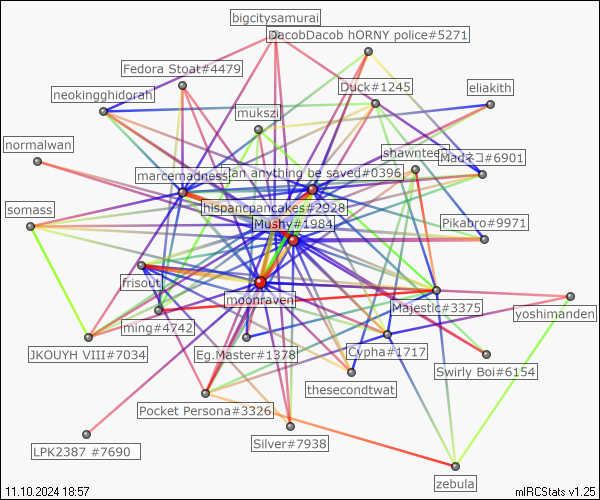 bigcitysamurai
DacobDacob hORNY police#5271
Fedora Stoat#4479
Duck#1245
eliakith
neokingghidorah
mukszi
normalwan
shawntee
Madネコ#6901
marcemadness
can anything be saved#0396
somass
hispanicpancakes#2928
Mushy#1984
Pikabro#9971
frisout
moonraven
Majestic#3375
yoshimanden
ming#4742
JKOUYH VIII#7034
Eg.Master#1378
Cypha#1717
Swirly Boi#6154
thesecondtwat
Pocket Persona#3326
LPK2387 #7690
Silver#7938
zebula
11.10.2024 18:57
mIRCStats v1.25